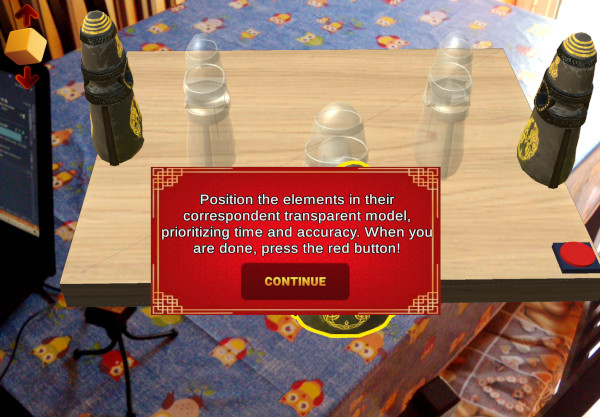 Position the elements in their
correspondent transparent model,
prioritizing time and accuracy. When you
are done, press the red button!
CONTINUE